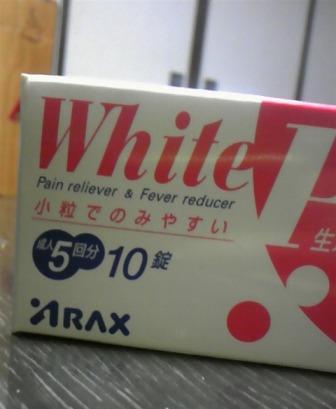 White P
Pain reliever & Fever reducer
小粒でのみやすい
生
成人5回分 10錠
ARAX